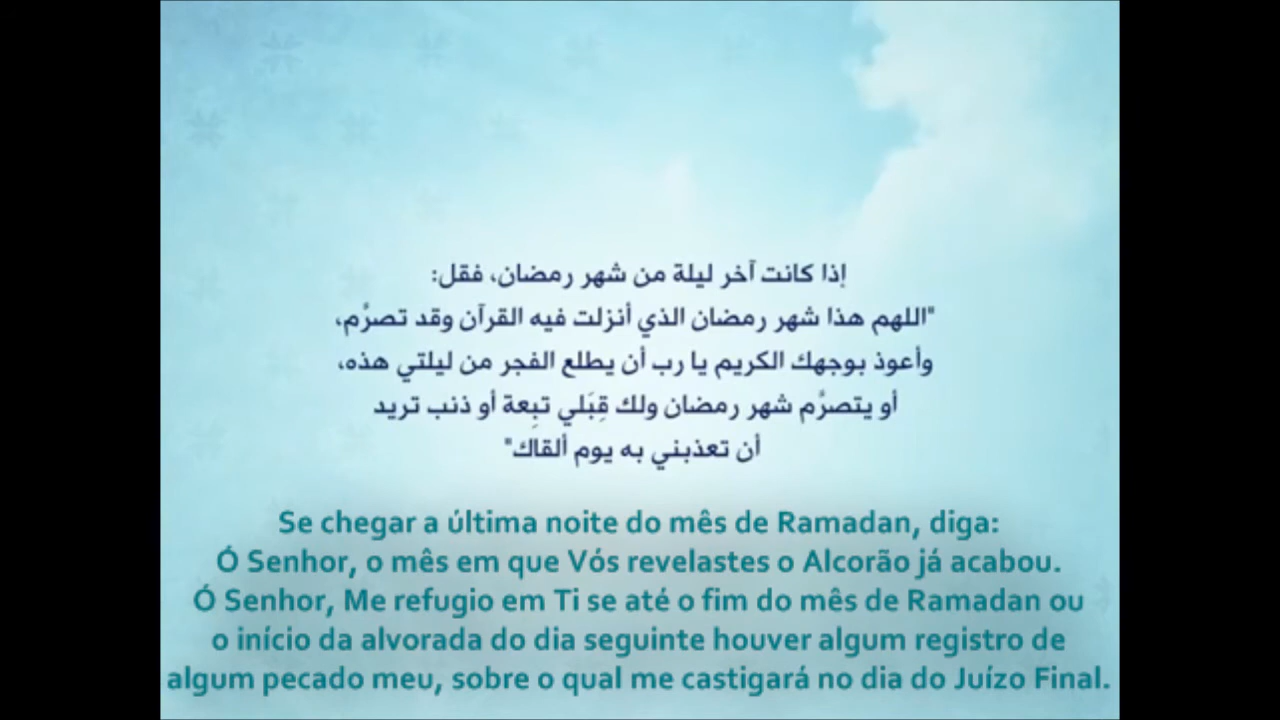 إذا كانت آخر ليلة من شهر رمضان، فقل:
"اللهم هذا شهر رمضان الذي أنزلت فيه القرآن وقد تصرَّم،
وأعوذ بوجهك الكريم يا رب أن يطلع الفجر من ليلتي هذه،
أو يتصرَّم شهر رمضان ولك قِبَلي تبِعة أو ذنب تريد
أن تعذبني به يوم ألقاك"
Se chegar a última noite do mês de Ramadan, diga:
Ó Senhor, o mês em que Vós revelastes o Alcorão já acabou.
Ó Senhor, Me refugio em Ti se até o fim do mês de Ramadan ou
o início da alvorada do dia seguinte houver algum registro de
algum pecado meu, sobre o qual me castigará no dia do Juízo Final.